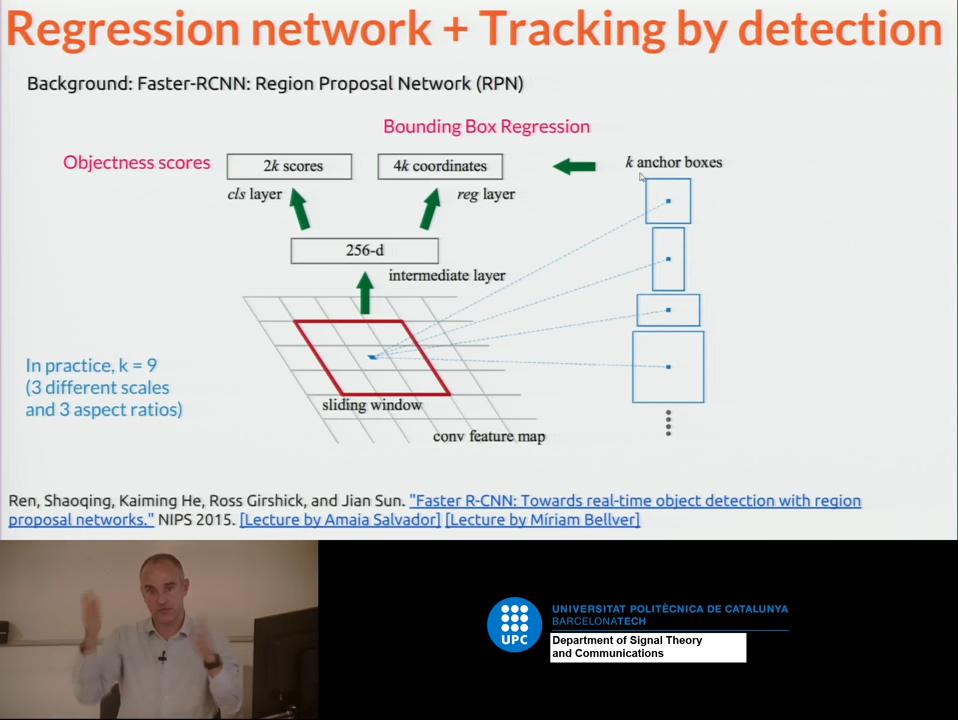 Regression network + Tracking by detection
Background: Faster-RCNN: Region Proposal Network (RPN)
Bounding Box Regression
Objectness scores
2k scores
4k coordinates
k anchor boxes
cls layer
reg layer
256-d
intermediate layer
In practice, k = 9
(3 different scales
and 3 aspect ratios)
sliding window
conv feature map
Ren, Shaoqing, Kaiming He, Ross Girshick, and Jian Sun. "Faster R-CNN: Towards real-time object detection with region
proposal networks." NIPS 2015. [Lecture by Amaia Salvador] [Lecture by Míriam Bellver]
UPC
UNIVERSITAT POLITÈCNICA DE CATALUNYA
BARCELONATECH
Department of Signal Theory
and Communications